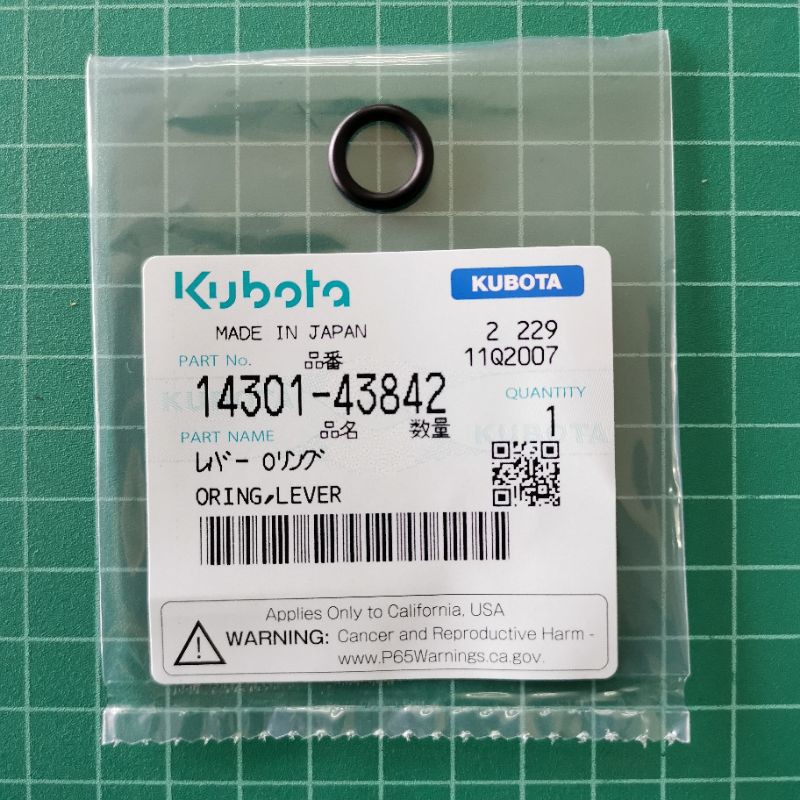 Kubota
KUBOTA
MADE IN JAPAN
2 229
PART No. 品番
11Q2007
14301-43842
QUANTITY
1
PART NAME 品名 数量
レバー Oリング
ORING,LEVER
KUBOTA
KUBOTA
Applies Only to California, USA
WARNING: Cancer and Reproductive Harm -
www.P65Warnings.ca.gov.